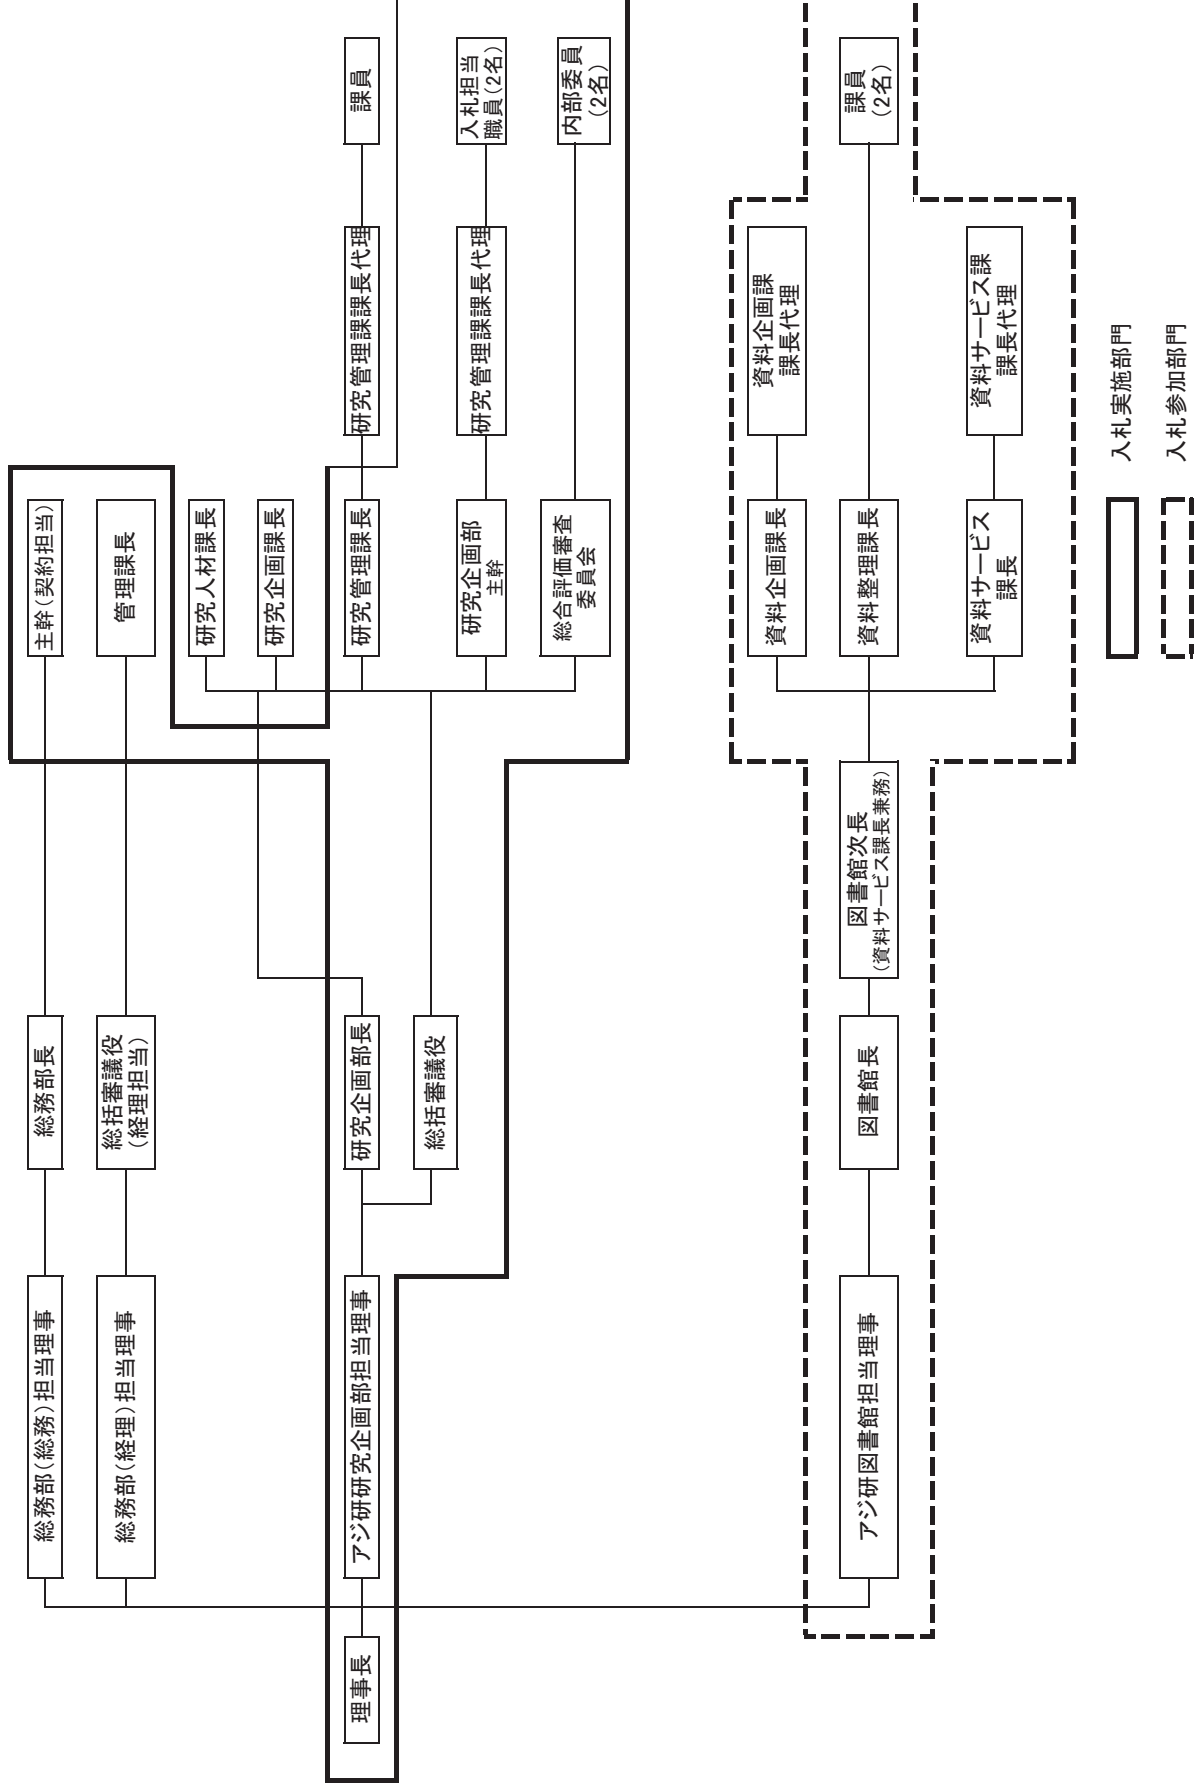 理事長
総務部(総務)担当理事
総務部長
主幹(契約担当)
総務部(経理)担当理事
総括審議役
(経理担当)
管理課長
アジ研研究企画部担当理事
研究企画部長
総括審議役
研究人材課長
研究企画課長
研究管理課長
研究管理課課長代理
課員
研究企画部
主幹
研究管理課課長代理
入札担当
職員(2名)
総合評価審査
委員会
内部委員
(2名)
アジ研図書館担当理事
図書館長
図書館次長
(資料サービス課長兼務)
資料企画課長
資料企画課
課長代理
資料整理課長
課員
(2名)
資料サービス
課長
資料サービス課
課長代理
入札実施部門
入札参加部門